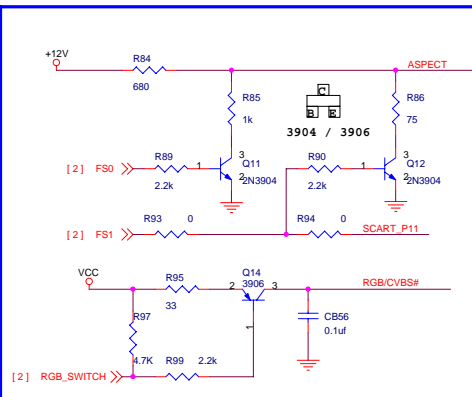 +12V
R84
ASPECT
680
R85
1k
R86
75
C
B E
3904 / 3906
[ 2 ] FS0
R89
2.2k
1
3
2
Q11
2N3904
R90
2.2k
1
3
2
Q12
2N3904
[ 2 ] FS1
R93 0
R94 0
SCART_P11
VCC
R95
33
Q14
3906
2
3
1
RGB/CVBS#
R97
4.7K
CB56
0.1uf
R99 2.2k
[ 2 ] RGB_SWITCH